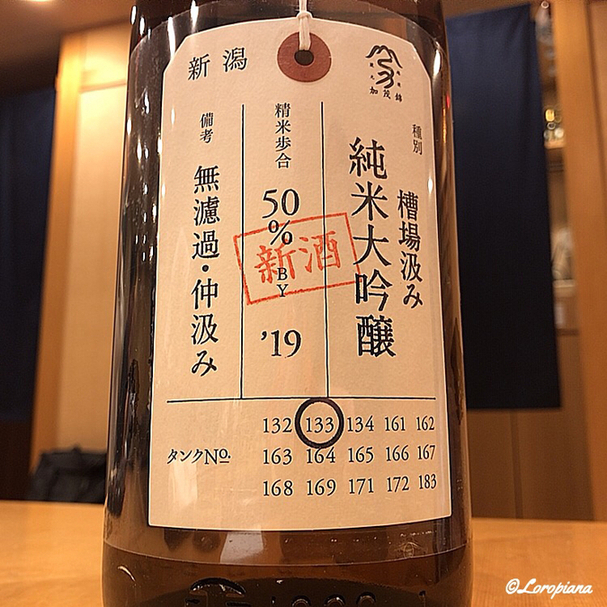 新潟
加茂錦
種別
槽場汲み
純米大吟醸
精米歩合
50%
新酒
BY
'19
備考
無濾過・仲汲み
タンクNo.
132 133 134 161 162
163 164 165 166 167
168 169 171 172 183
©Loropiana